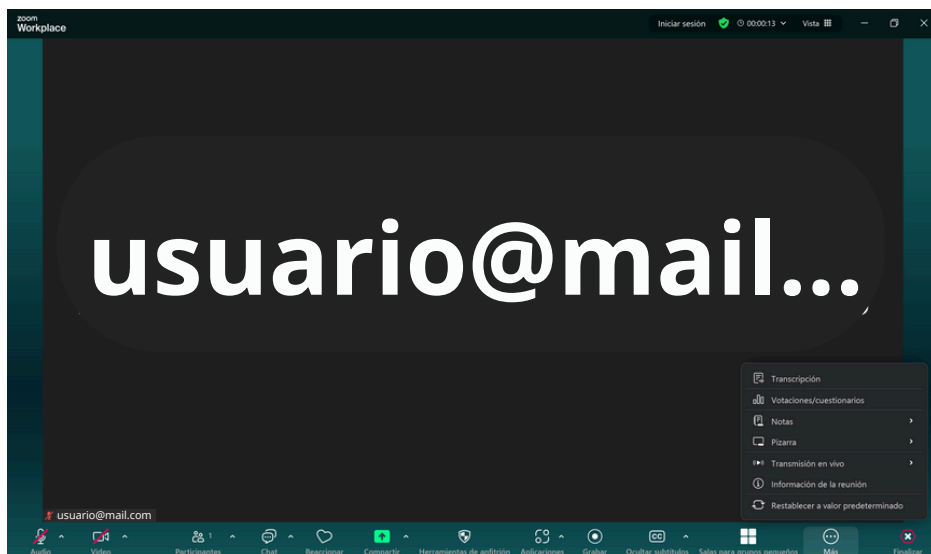 zoom
Workplace
Iniciar sesión
00:00:13
Vista
usuario@mail...
Transcripción
Votaciones/cuestionarios
Notas
Pizarra
Transmisión en vivo
Información de la reunión
Restablecer a valor predeterminado
usuario@mail.com
1
CC
Audio
Video
Participantes
Chat
Reaccionar
Compartir
Herramientas de anfitrión
Aplicaciones
Grabar
Ocultar subtítulos
Salas para grupos pequeños
Más
Finalizar